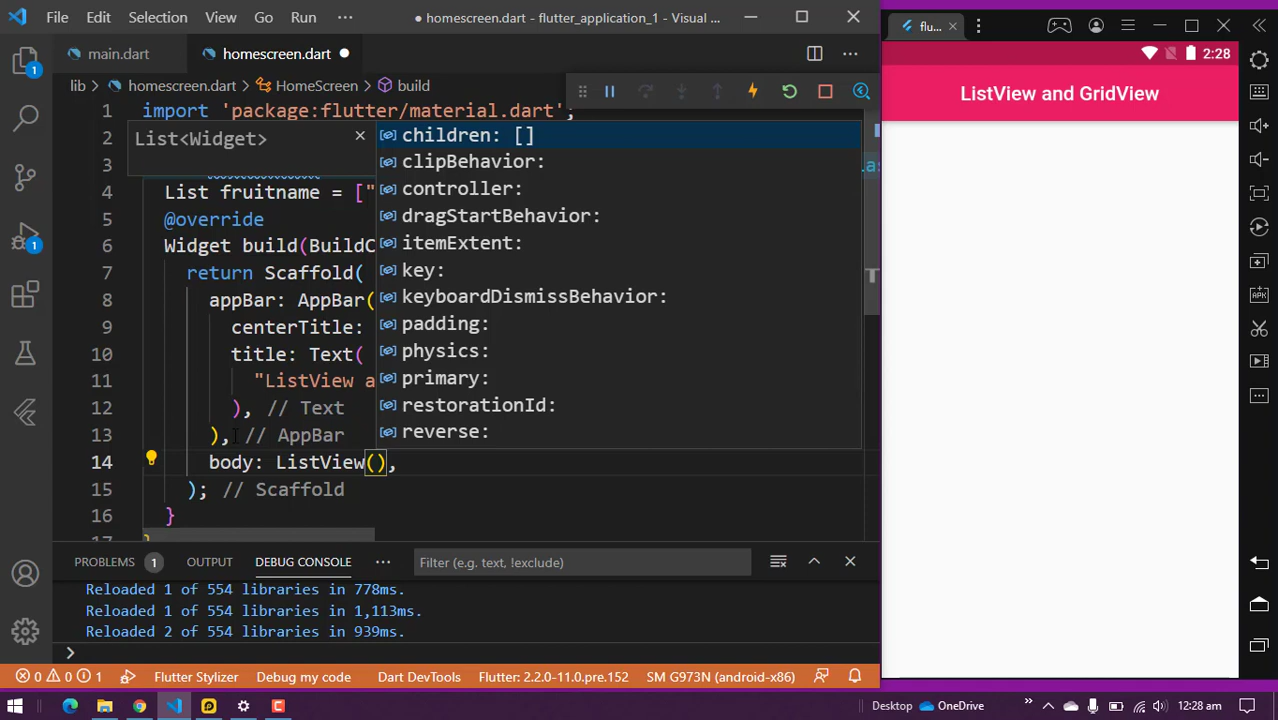 File Edit Selection View Go Run ··· ● homescreen.dart - flutter_application_1 - Visual ...
main.dart homescreen.dart ●
lib > homescreen.dart > HomeScreen > build
1 import 'package:flutter/material.dart';
2
3
4 List fruitname = ["
5 @override
6 Widget build(BuildC
7 return Scaffold(
8 appBar: AppBar(
9 centerTitle:
10 title: Text(
11 "ListView a
12 ), // Text
13 ), // AppBar
14 body: ListView(),
15 ); // Scaffold
16 }
17 }
List<Widget>
children: []
clipBehavior:
controller:
dragStartBehavior:
itemExtent:
key:
keyboardDismissBehavior:
padding:
physics:
primary:
restorationId:
reverse:
PROBLEMS 1 OUTPUT DEBUG CONSOLE ··· Filter (e.g. text, !exclude)
Reloaded 1 of 554 libraries in 778ms.
Reloaded 1 of 554 libraries in 1,113ms.
Reloaded 2 of 554 libraries in 939ms.
>
0 0 1 Flutter Stylizer Debug my code Dart DevTools Flutter: 2.2.0-11.0.pre.152 SM G973N (android-x86)
1
1
flu...
2:28
ListView and GridView
APK
Desktop OneDrive 12:28 am